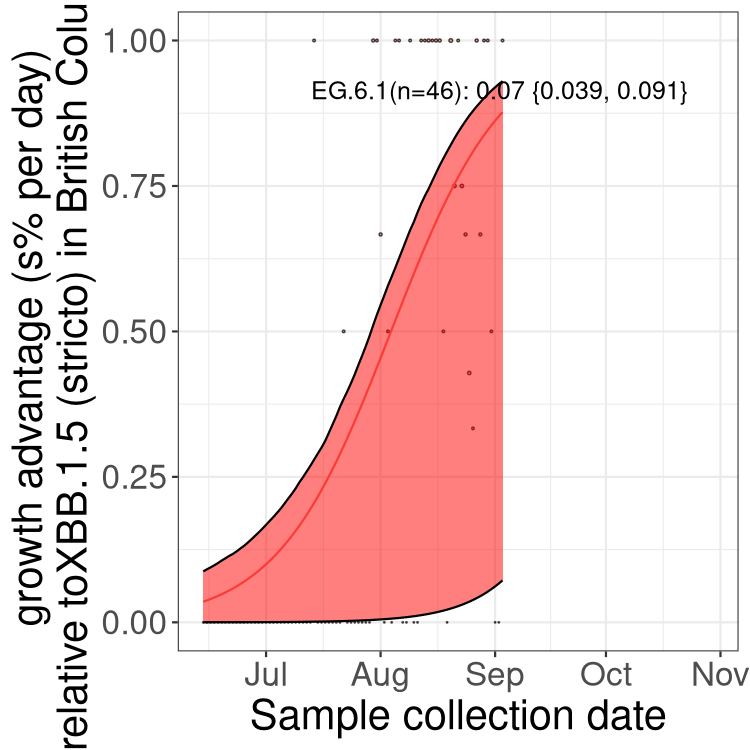 growth advantage (s% per day)
relative toXBB.1.5 (stricto) in British Colu
1.00
0.75
0.50
0.25
0.00
EG.6.1(n=46): 0.07 {0.039, 0.091}
Jul Aug Sep Oct Nov
Sample collection date